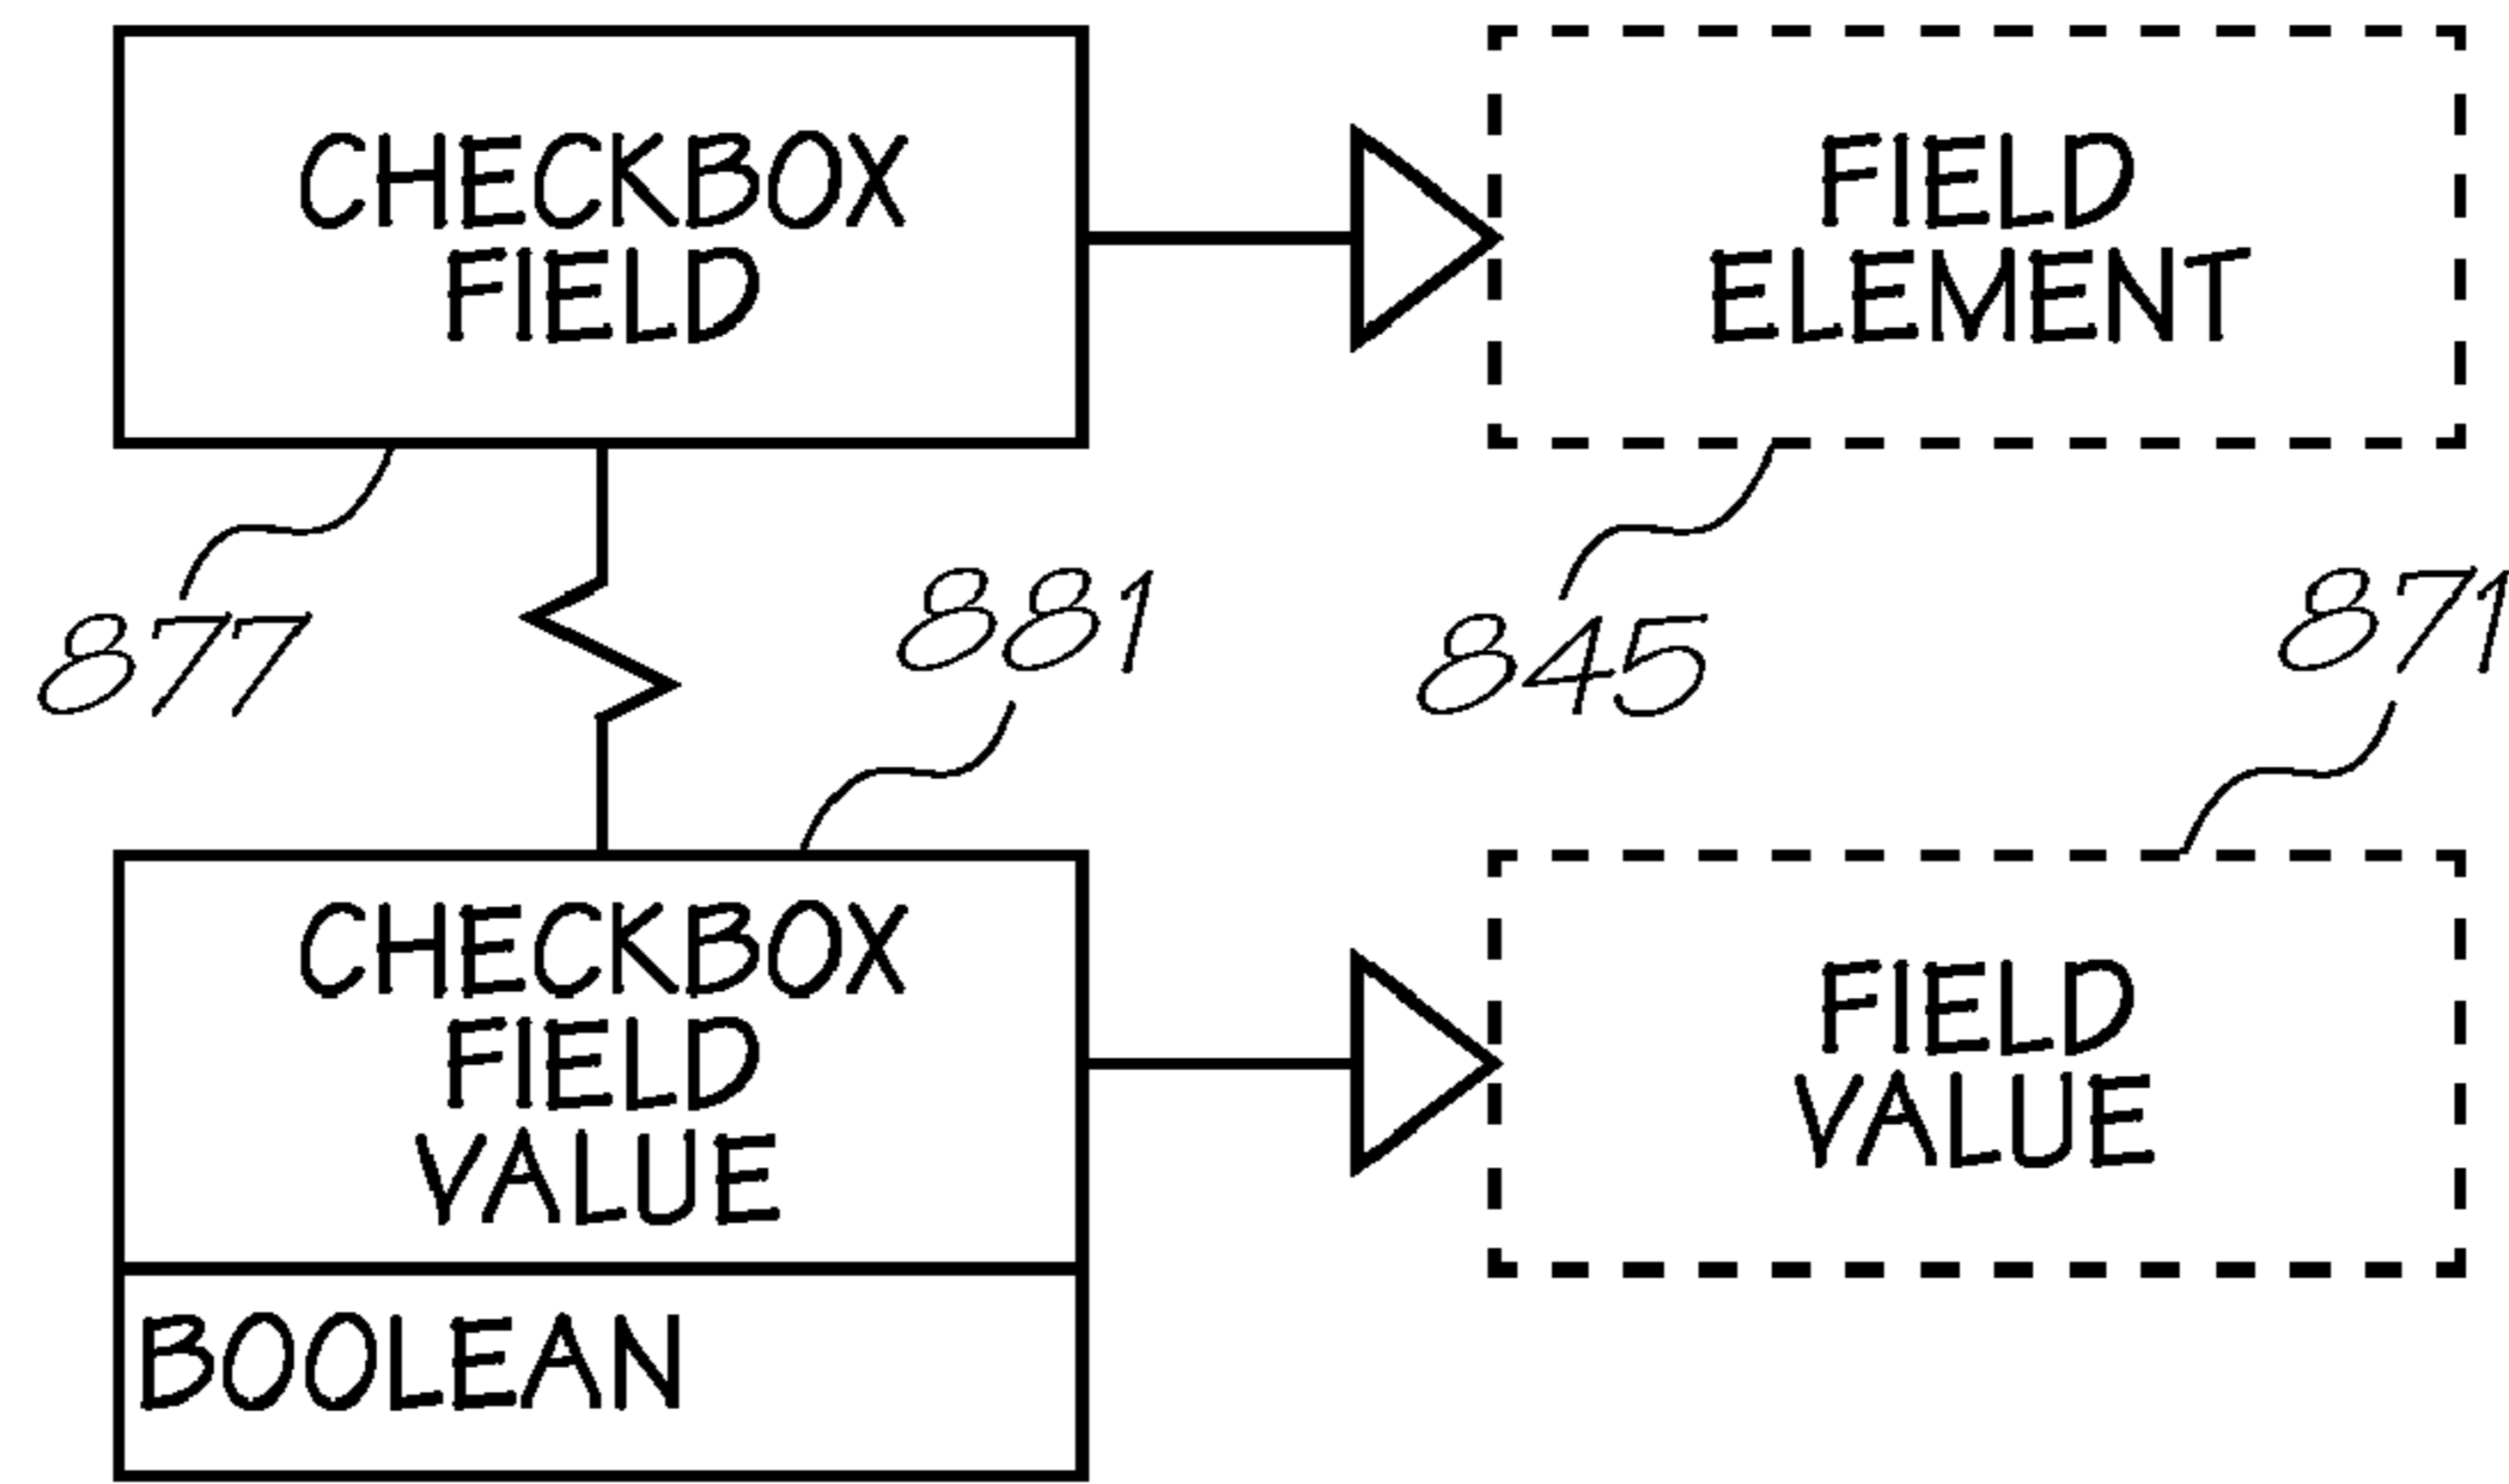 CHECKBOX
FIELD
FIELD
ELEMENT
877
881
845
871
CHECKBOX
FIELD
VALUE
FIELD
VALUE
BOOLEAN